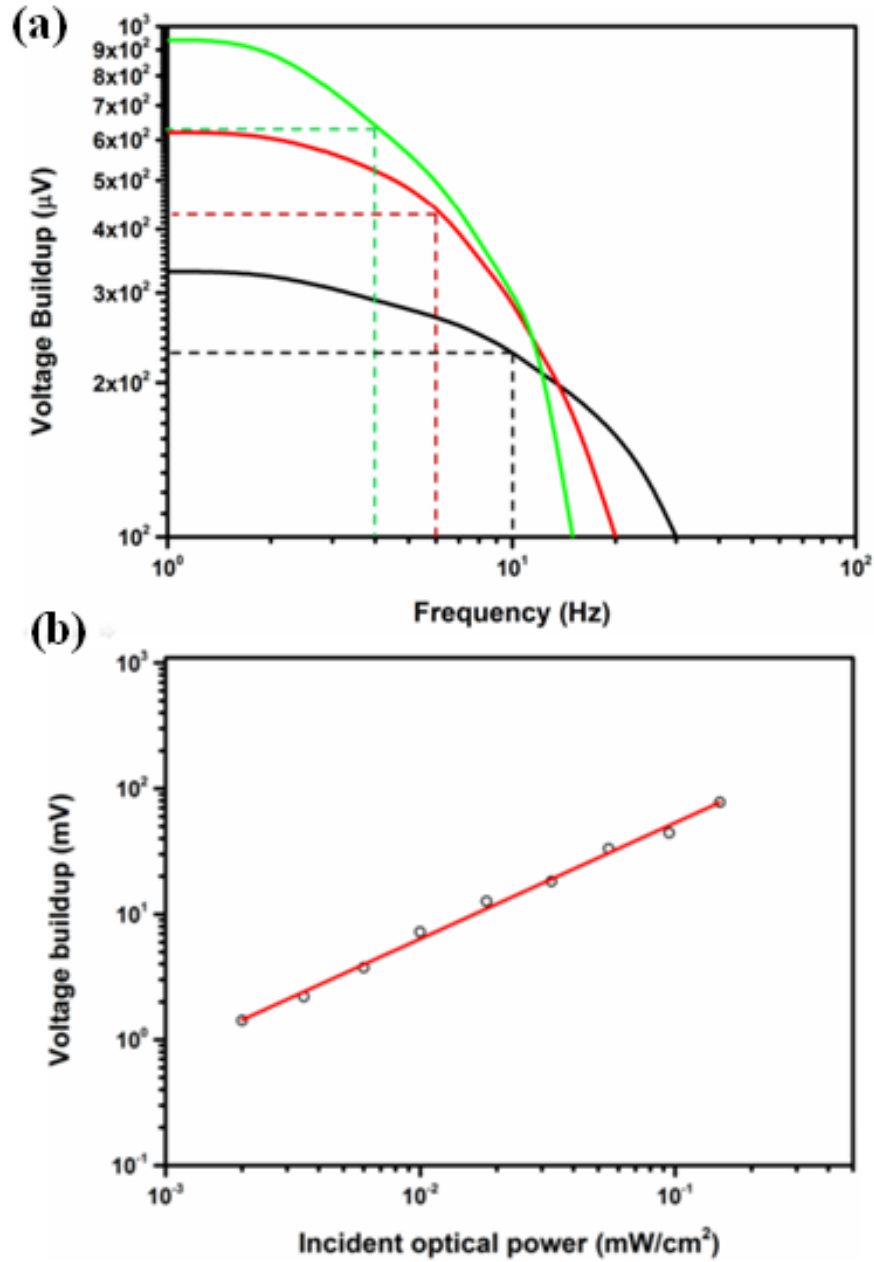 (a)
10³
9x10²
8x10²
7x10²
6x10²
5x10²
4x10²
3x10²
2x10²
10²
Voltage Buildup (μV)
10⁰
10¹
10²
Frequency (Hz)
(b)
10³
10²
10¹
10⁰
10⁻¹
Voltage buildup (mV)
10⁻³
10⁻²
10⁻¹
Incident optical power (mW/cm²)